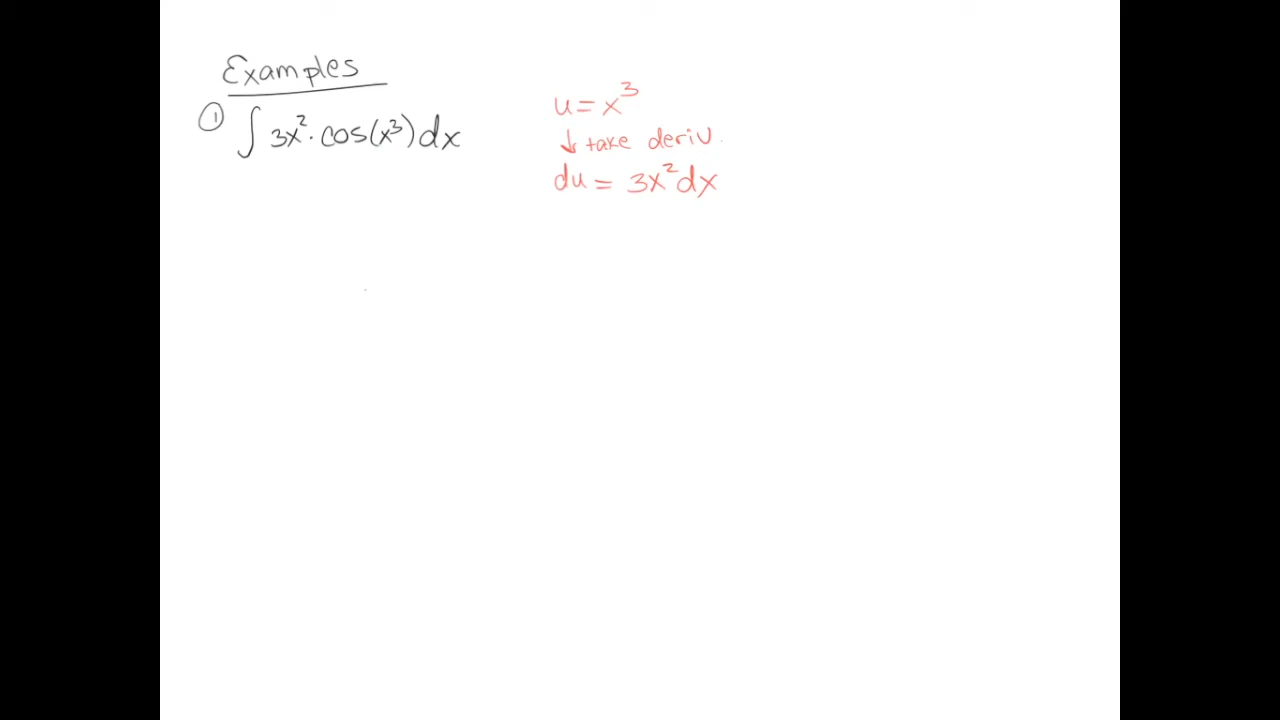 Examples
① ∫ 3x² · cos(x³) dx
u = x³
↓ take deriv.
du = 3x² dx